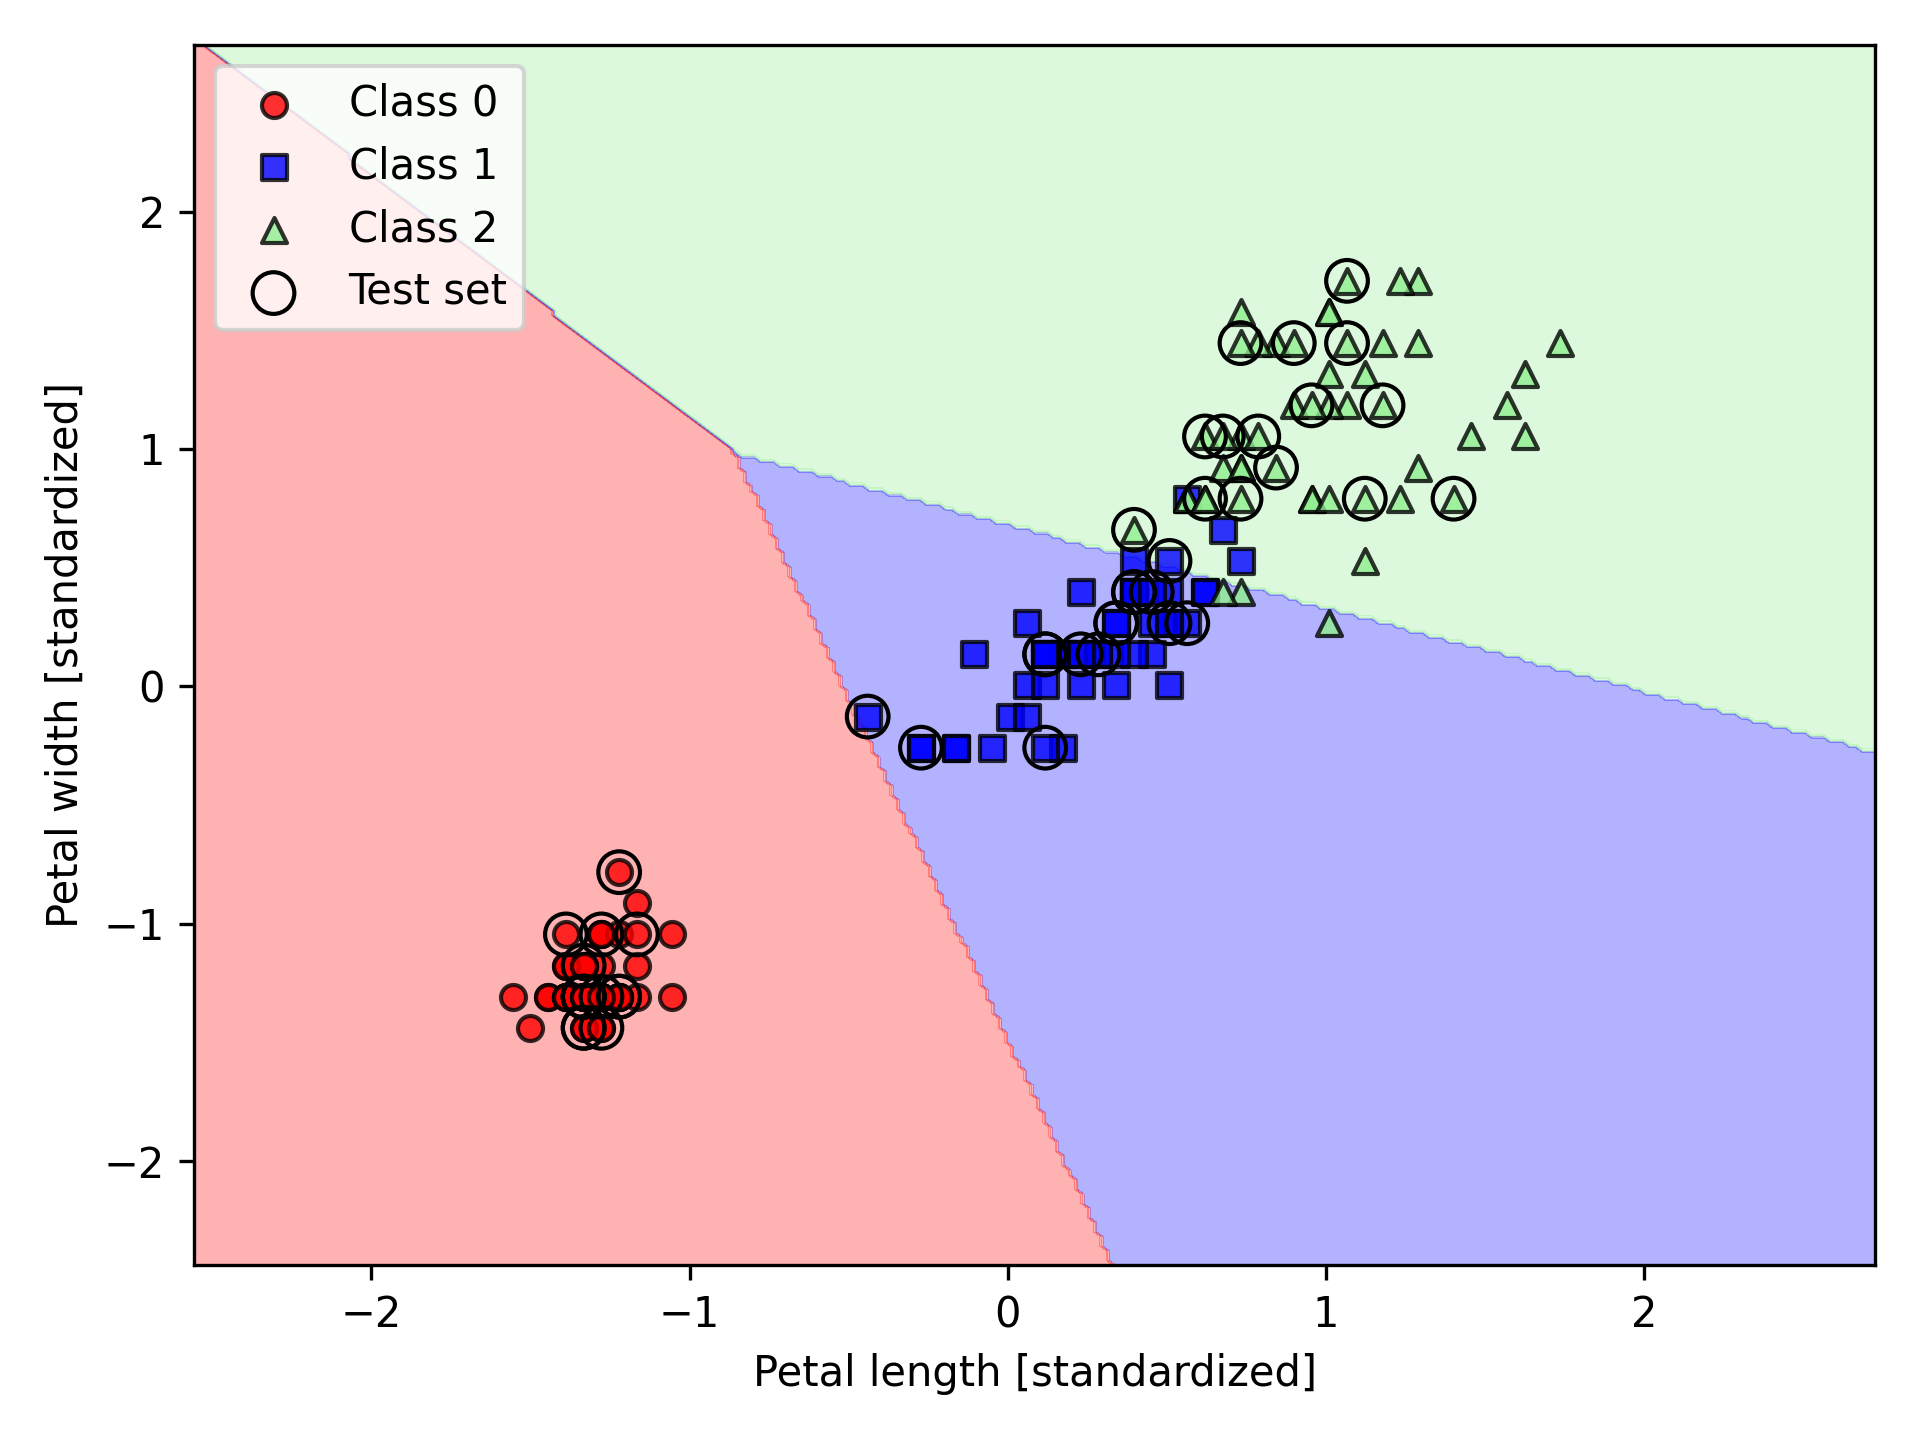 Class 0
Class 1
Class 2
Test set
2
1
0
−1
−2
Petal width [standardized]
−2
−1
0
1
2
Petal length [standardized]